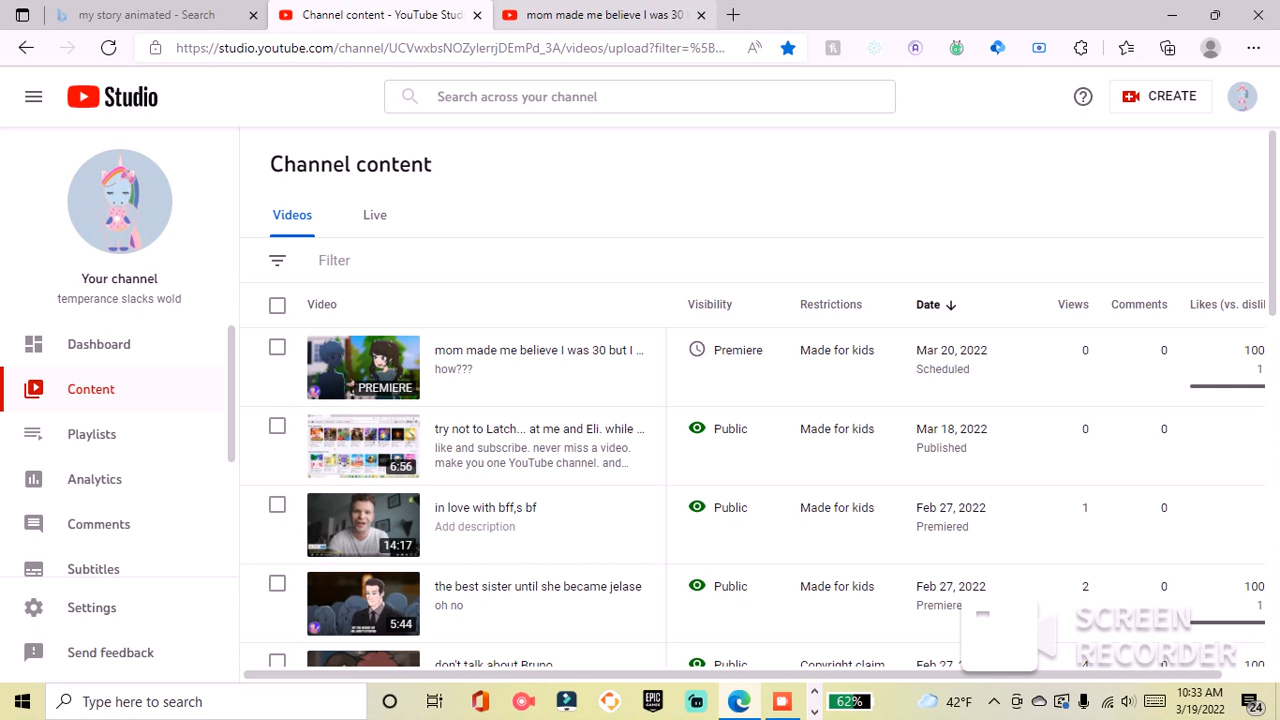 my story animated - Search
Channel content - YouTube Stud
mom made me believe I was 30
https://studio.youtube.com/channel/UCVwxbsNOZylerrjDEmPd_3A/videos/upload?filter=%5B...
Studio
Search across your channel
CREATE
Your channel
temperance slacks wold
Dashboard
Content
Playlists
Analytics
Comments
Subtitles
Settings
Send feedback
Channel content
Videos Live
Filter
Video Visibility Restrictions Date Views Comments Likes (vs. disli
mom made me believe I was 30 but I ... Premiere Made for kids Mar 20, 2022 0 0 100
how??? Scheduled 1
PREMIERE
try not to Latch... at me and Eli. while ... Public Made for kids Mar 18, 2022 0 0
like and subscribe. never miss a video. Published
make you one YouTube channel. and...
6:56
in love with bff,s bf Public Made for kids Feb 27, 2022 1 0
Add description Premiered
14:17
the best sister until she became jelase Public Made for kids Feb 27, 2022 2 0 100
oh no Premiere
5:44
don't talk about Bruno Public Copyright claim Feb 27, 2022
SCREEN
RECORDER
Type here to search
EPIC
GAMES
62%
42°F
10:33 AM
3/19/2022
24